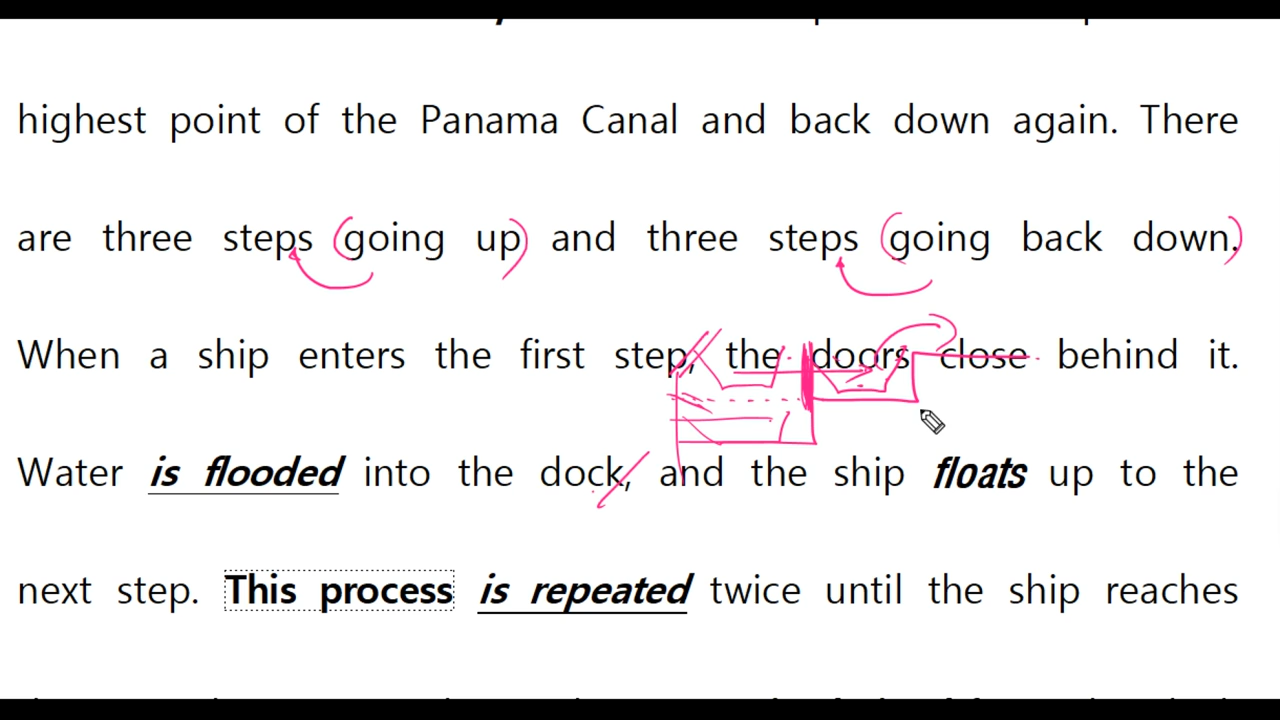 highest point of the Panama Canal and back down again. There
are three steps (going up) and three steps (going back down.)
When a ship enters the first step, the doors close behind it.
Water is flooded into the dock, and the ship floats up to the
next step. This process is repeated twice until the ship reaches